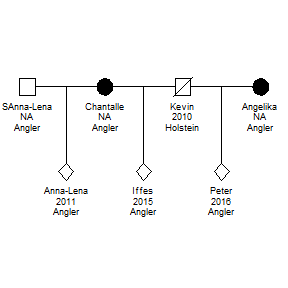 SAnna-Lena
NA
Angler
Chantalle
NA
Angler
Kevin
2010
Holstein
Angelika
NA
Angler
Anna-Lena
2011
Angler
Iffes
2015
Angler
Peter
2016
Angler